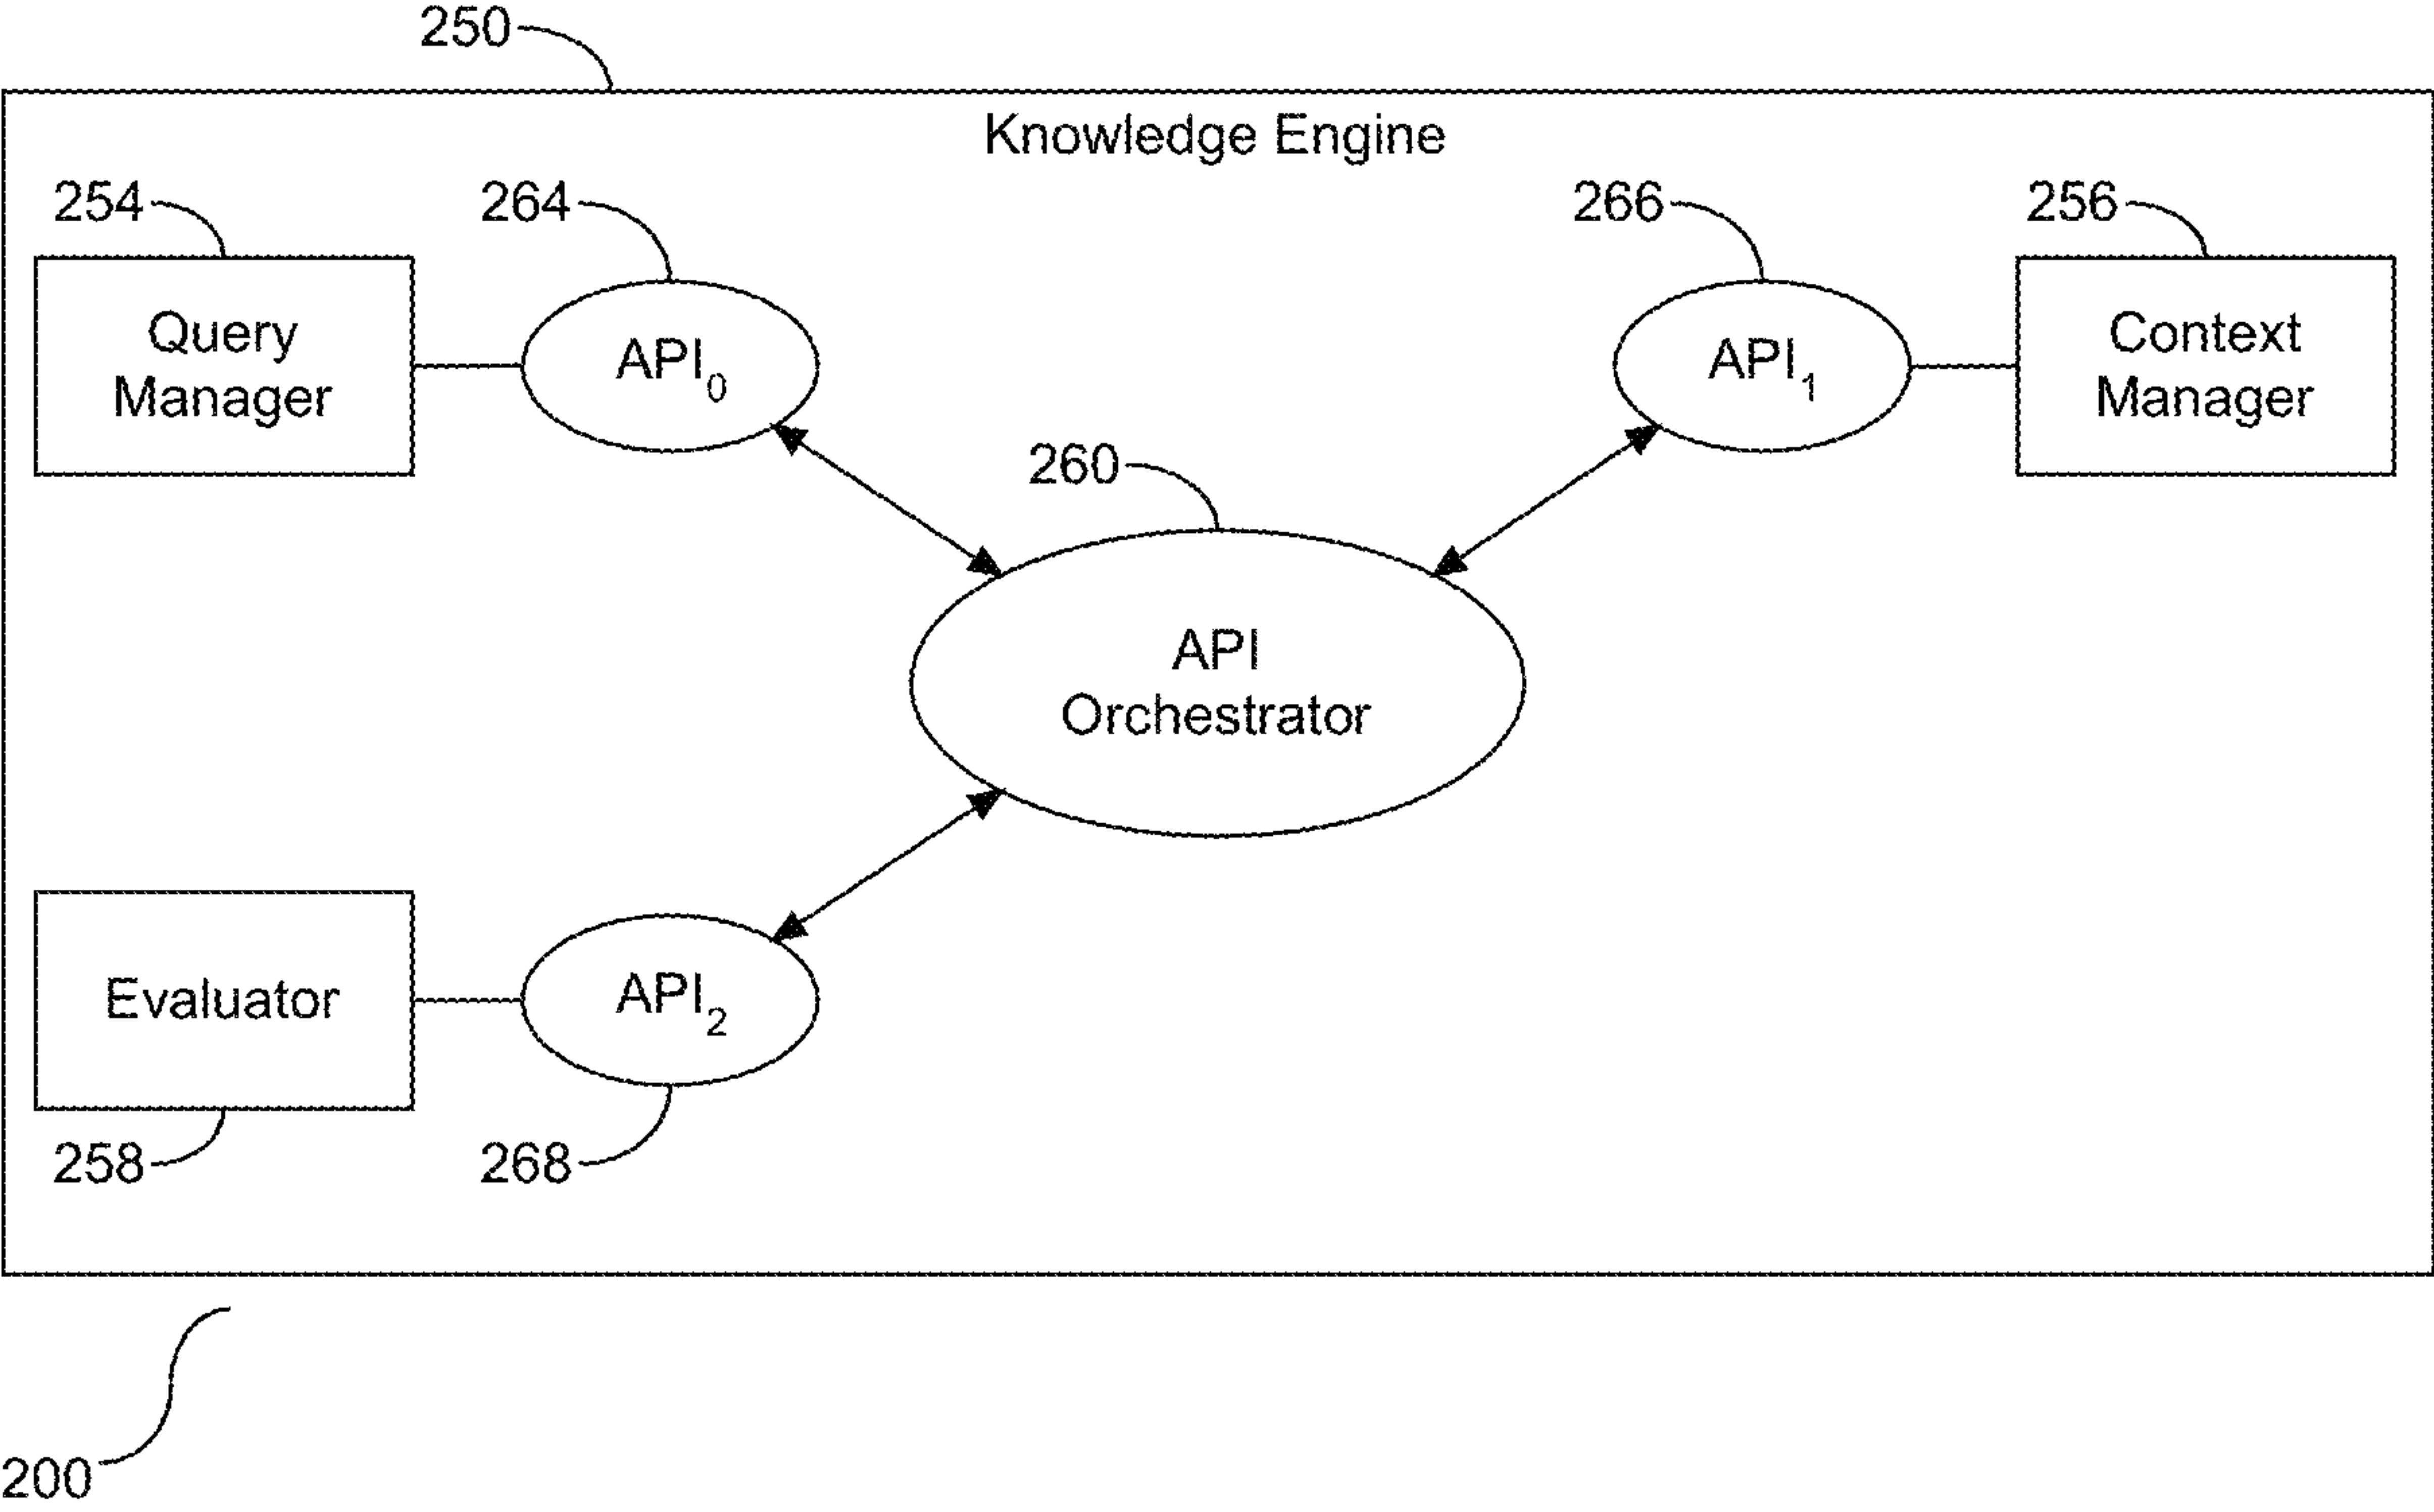 250
Knowledge Engine
254
264
266
256
Query
Manager
API₀
API₁
Context
Manager
260
API
Orchestrator
Evaluator
API₂
258
268
200